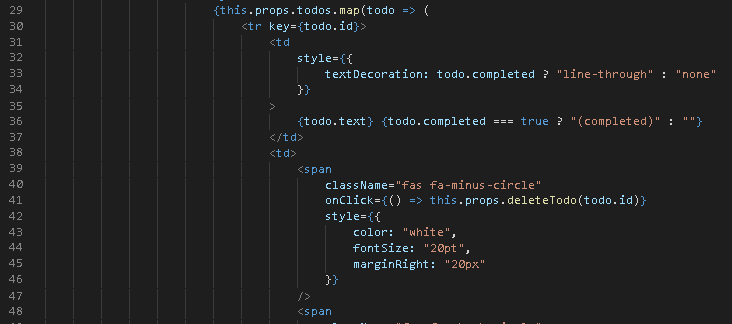 29 {this.props.todos.map(todo => (
30 <tr key={todo.id}>
31 <td
32 style={{
33 textDecoration: todo.completed ? "line-through" : "none"
34 }}
35 >
36 {todo.text} {todo.completed === true ? "(completed)" : ""}
37 </td>
38 <td>
39 <span
40 className="fas fa-minus-circle"
41 onClick={() => this.props.deleteTodo(todo.id)}
42 style={{
43 color: "white",
44 fontSize: "20pt",
45 marginRight: "20px"
46 }}
47 />
48 <span